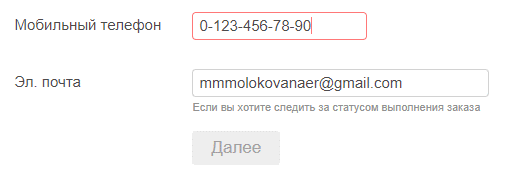 Мобильный телефон 0-123-456-78-90
Эл. почта mmmolokovanaer@gmail.com
Если вы хотите следить за статусом выполнения заказа
Далее